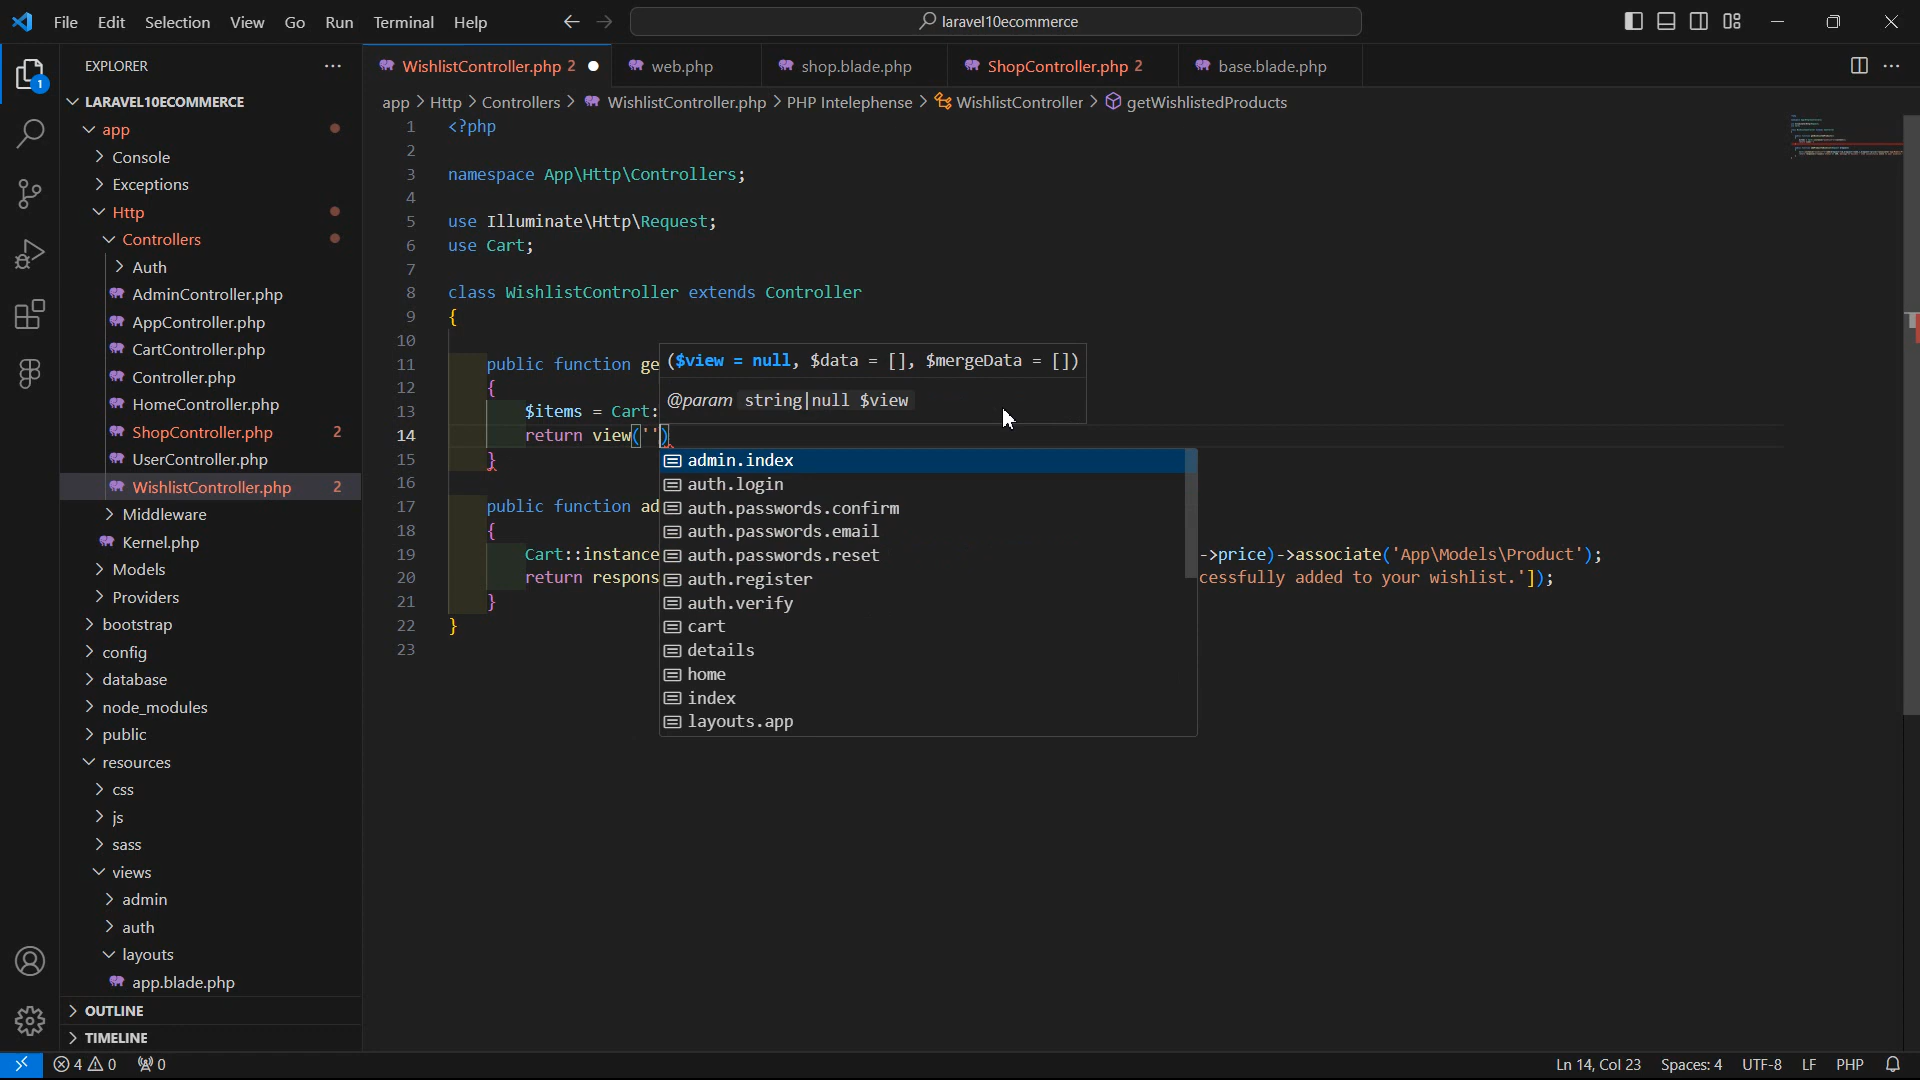 File Edit Selection View Go Run Terminal Help
laravel10ecommerce
EXPLORER
LARAVEL10ECOMMERCE
app
Console
Exceptions
Http
Controllers
Auth
AdminController.php
AppController.php
CartController.php
Controller.php
HomeController.php
ShopController.php 2
UserController.php
WishlistController.php 2
Middleware
Kernel.php
Models
Providers
bootstrap
config
database
node_modules
public
resources
css
js
sass
views
admin
auth
layouts
app.blade.php
OUTLINE
TIMELINE
1
WishlistController.php 2
web.php
shop.blade.php
ShopController.php 2
base.blade.php
app > Http > Controllers > WishlistController.php > PHP Intelephense > WishlistController > getWishlistedProducts
1 <?php
2
3 namespace App\Http\Controllers;
4
5 use Illuminate\Http\Request;
6 use Cart;
7
8 class WishlistController extends Controller
9 {
10
11 public function ge
12 {
13 $items = Cart:
14 return view('')
15 }
16
17 public function ad
18 {
19 Cart::instance ->price)->associate('App\Models\Product');
20 return respons cessfully added to your wishlist.']);
21 }
22 }
23
($view = null, $data = [], $mergeData = [])
@param string|null $view
admin.index
auth.login
auth.passwords.confirm
auth.passwords.email
auth.passwords.reset
auth.register
auth.verify
cart
details
home
index
layouts.app
4 0 0
Ln 14, Col 23 Spaces: 4 UTF-8 LF PHP